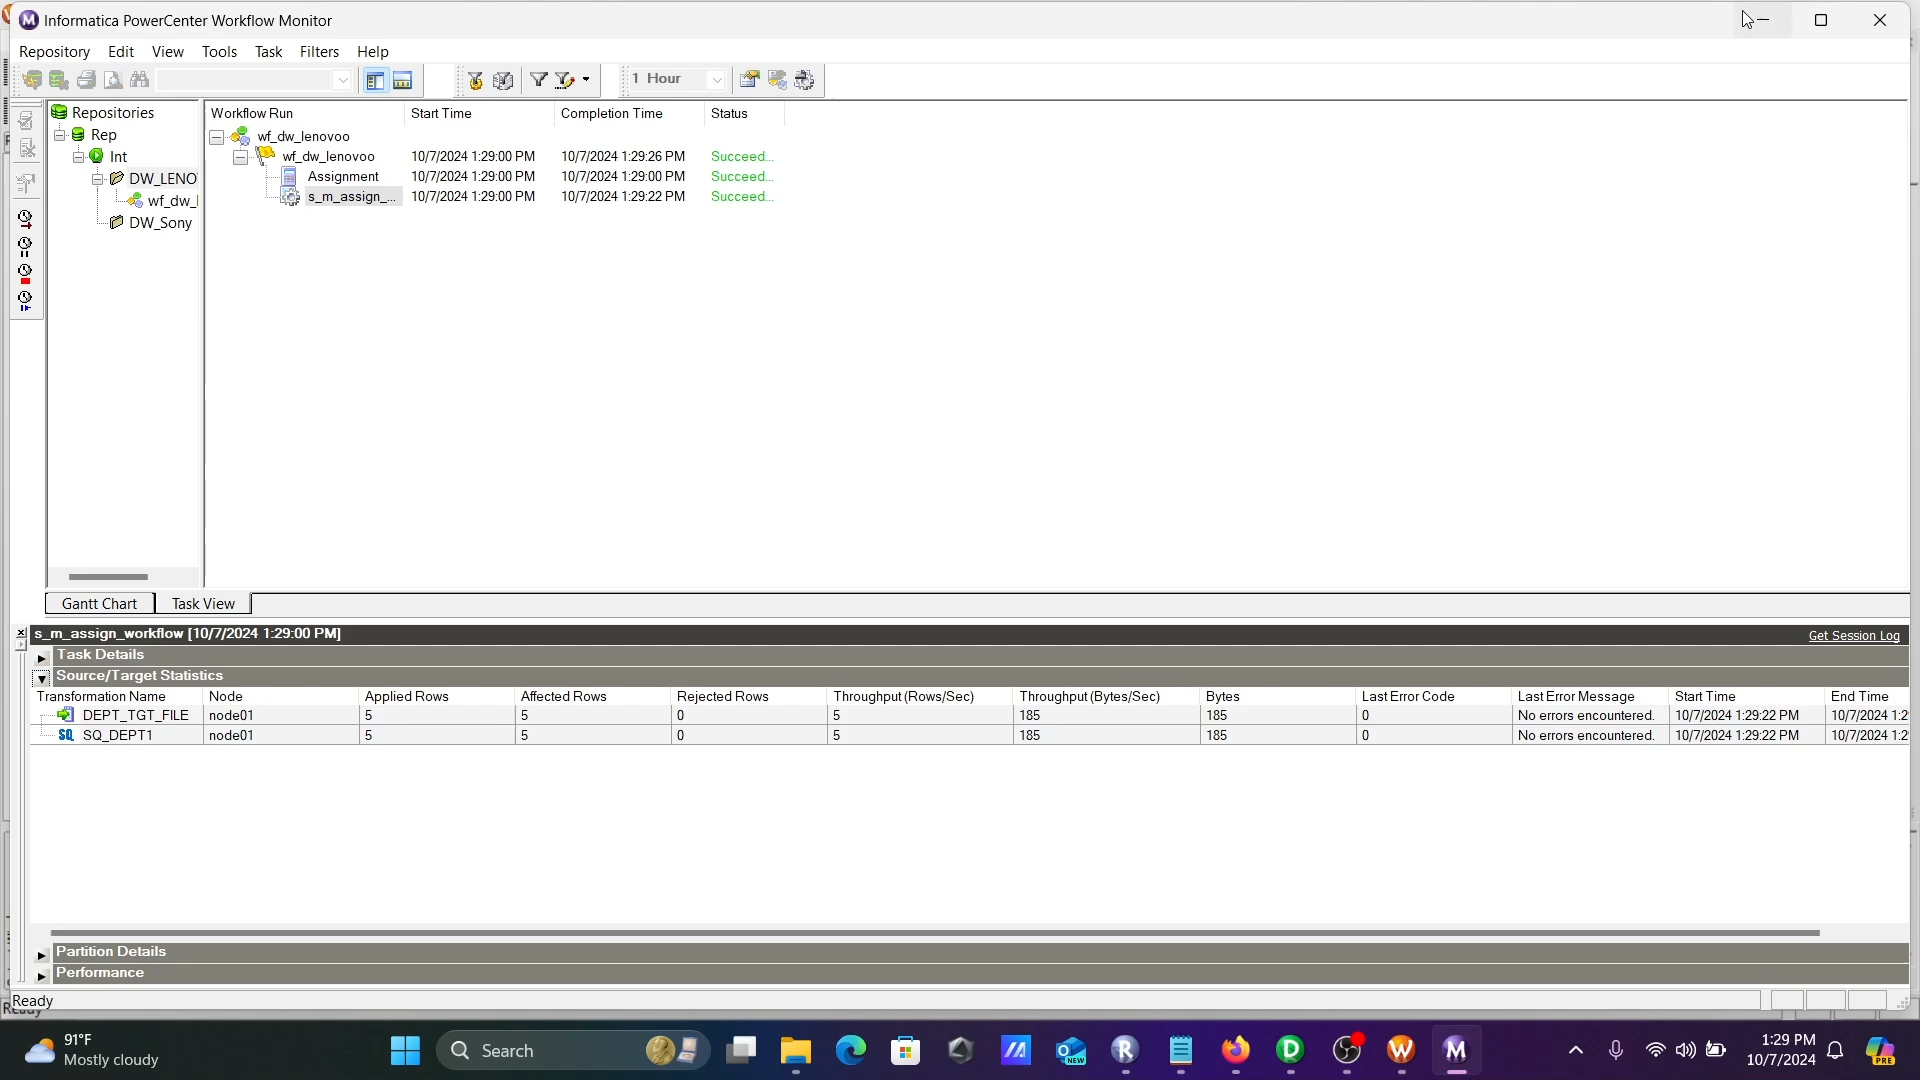 Informatica PowerCenter Workflow Monitor
Repository Edit View Tools Task Filters Help
1 Hour
Repositories
Rep
Int
DW_LENO
wf_dw_l
DW_Sony
Workflow Run Start Time Completion Time Status
wf_dw_lenovoo
wf_dw_lenovoo 10/7/2024 1:29:00 PM 10/7/2024 1:29:26 PM Succeed...
Assignment 10/7/2024 1:29:00 PM 10/7/2024 1:29:00 PM Succeed...
s_m_assign_... 10/7/2024 1:29:00 PM 10/7/2024 1:29:22 PM Succeed...
Gantt Chart Task View
s_m_assign_workflow [10/7/2024 1:29:00 PM] Get Session Log
Task Details
Source/Target Statistics
Transformation Name Node Applied Rows Affected Rows Rejected Rows Throughput (Rows/Sec) Throughput (Bytes/Sec) Bytes Last Error Code Last Error Message Start Time End Time
DEPT_TGT_FILE node01 5 5 0 5 185 185 0 No errors encountered. 10/7/2024 1:29:22 PM 10/7/2024 1:2
SQ SQ_DEPT1 node01 5 5 0 5 185 185 0 No errors encountered. 10/7/2024 1:29:22 PM 10/7/2024 1:2
Partition Details
Performance
Ready
91°F
Mostly cloudy
Search
1:29 PM
10/7/2024